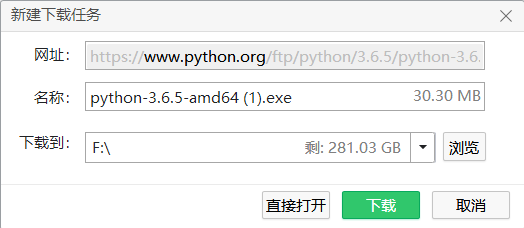 新建下载任务
网址： https://www.python.org/ftp/python/3.6.5/python-3.6.
名称： python-3.6.5-amd64 (1).exe 30.30 MB
下载到： F:\ 剩: 281.03 GB 浏览
直接打开 下载 取消